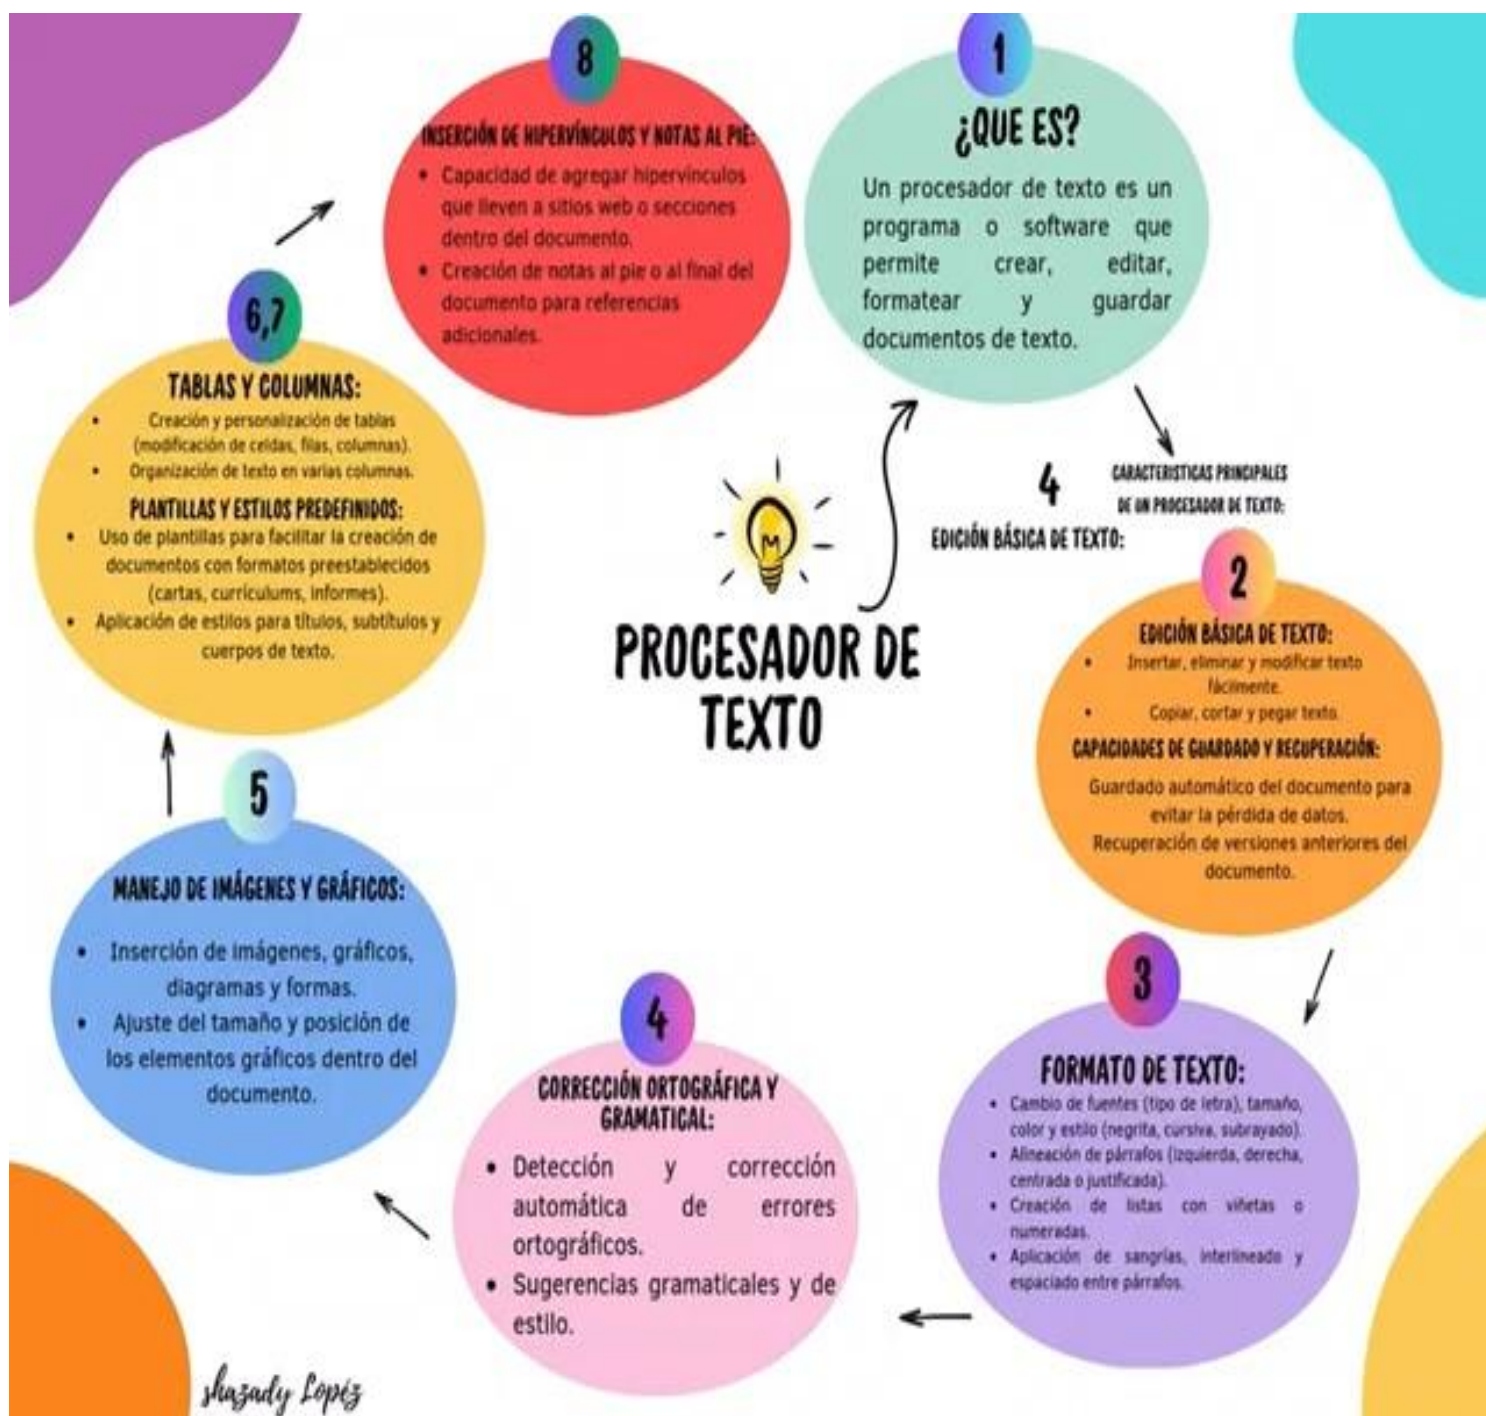 PROCESADOR DE
TEXTO
1
¿QUE ES?
Un procesador de texto es un
programa o software que
permite crear, editar,
formatear y guardar
documentos de texto.
CARACTERISTICAS PRINCIPALES
DE UN PROCESADOR DE TEXTO:
4
EDICIÓN BÁSICA DE TEXTO:
2
EDICIÓN BÁSICA DE TEXTO:
• Insertar, eliminar y modificar texto
fácilmente.
• Copiar, cortar y pegar texto.
CAPACIDADES DE GUARDADO Y RECUPERACIÓN:
Guardado automático del documento para
evitar la pérdida de datos.
Recuperación de versiones anteriores del
documento.
3
FORMATO DE TEXTO:
• Cambio de fuentes (tipo de letra), tamaño,
color y estilo (negrita, cursiva, subrayado).
• Alineación de párrafos (izquierda, derecha,
centrada o justificada).
• Creación de listas con viñetas o
numeradas.
• Aplicación de sangrías, interlineado y
espaciado entre párrafos.
4
CORRECCIÓN ORTOGRÁFICA Y
GRAMATICAL:
• Detección y corrección
automática de errores
ortográficos.
• Sugerencias gramaticales y de
estilo.
5
MANEJO DE IMÁGENES Y GRÁFICOS:
• Inserción de imágenes, gráficos,
diagramas y formas.
• Ajuste del tamaño y posición de
los elementos gráficos dentro del
documento.
6,7
TABLAS Y COLUMNAS:
• Creación y personalización de tablas
(modificación de celdas, filas, columnas).
• Organización de texto en varias columnas.
PLANTILLAS Y ESTILOS PREDEFINIDOS:
• Uso de plantillas para facilitar la creación de
documentos con formatos preestablecidos
(cartas, currículums, informes).
• Aplicación de estilos para títulos, subtítulos y
cuerpos de texto.
8
INSERCIÓN DE HIPERVÍNCULOS Y NOTAS AL PIE:
• Capacidad de agregar hipervínculos
que lleven a sitios web o secciones
dentro del documento.
• Creación de notas al pie o al final del
documento para referencias
adicionales.
shazady Lopéz